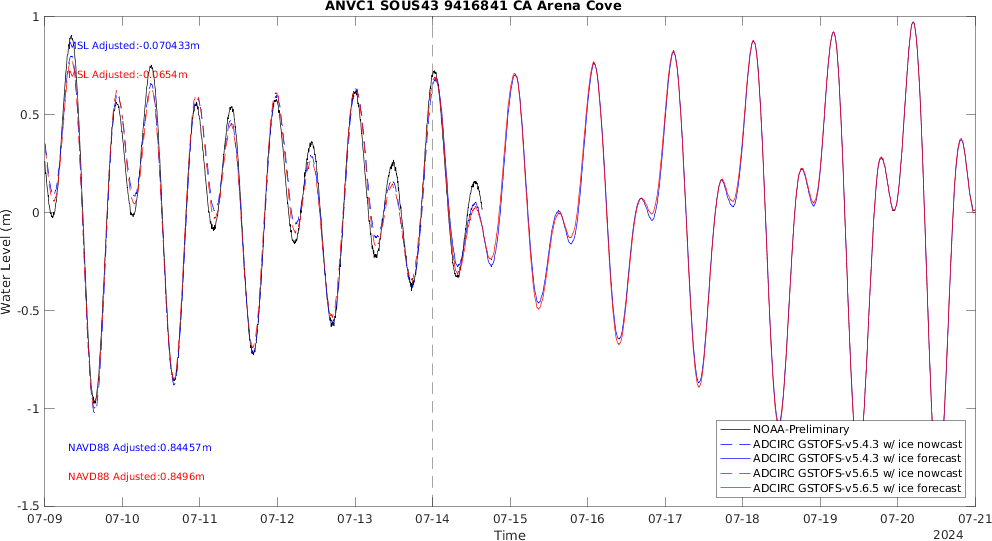 ANVC1 SOUS43 9416841 CA Arena Cove
Water Level (m)
1
0.5
0
-0.5
-1
-1.5
MSL Adjusted:-0.070433m
MSL Adjusted:-0.0654m
NAVD88 Adjusted:0.84457m
NAVD88 Adjusted:0.8496m
NOAA-Preliminary
ADCIRC GSTOFS-v5.4.3 w/ ice nowcast
ADCIRC GSTOFS-v5.4.3 w/ ice forecast
ADCIRC GSTOFS-v5.6.5 w/ ice nowcast
ADCIRC GSTOFS-v5.6.5 w/ ice forecast
07-09 07-10 07-11 07-12 07-13 07-14 07-15 07-16 07-17 07-18 07-19 07-20 07-21
Time
2024